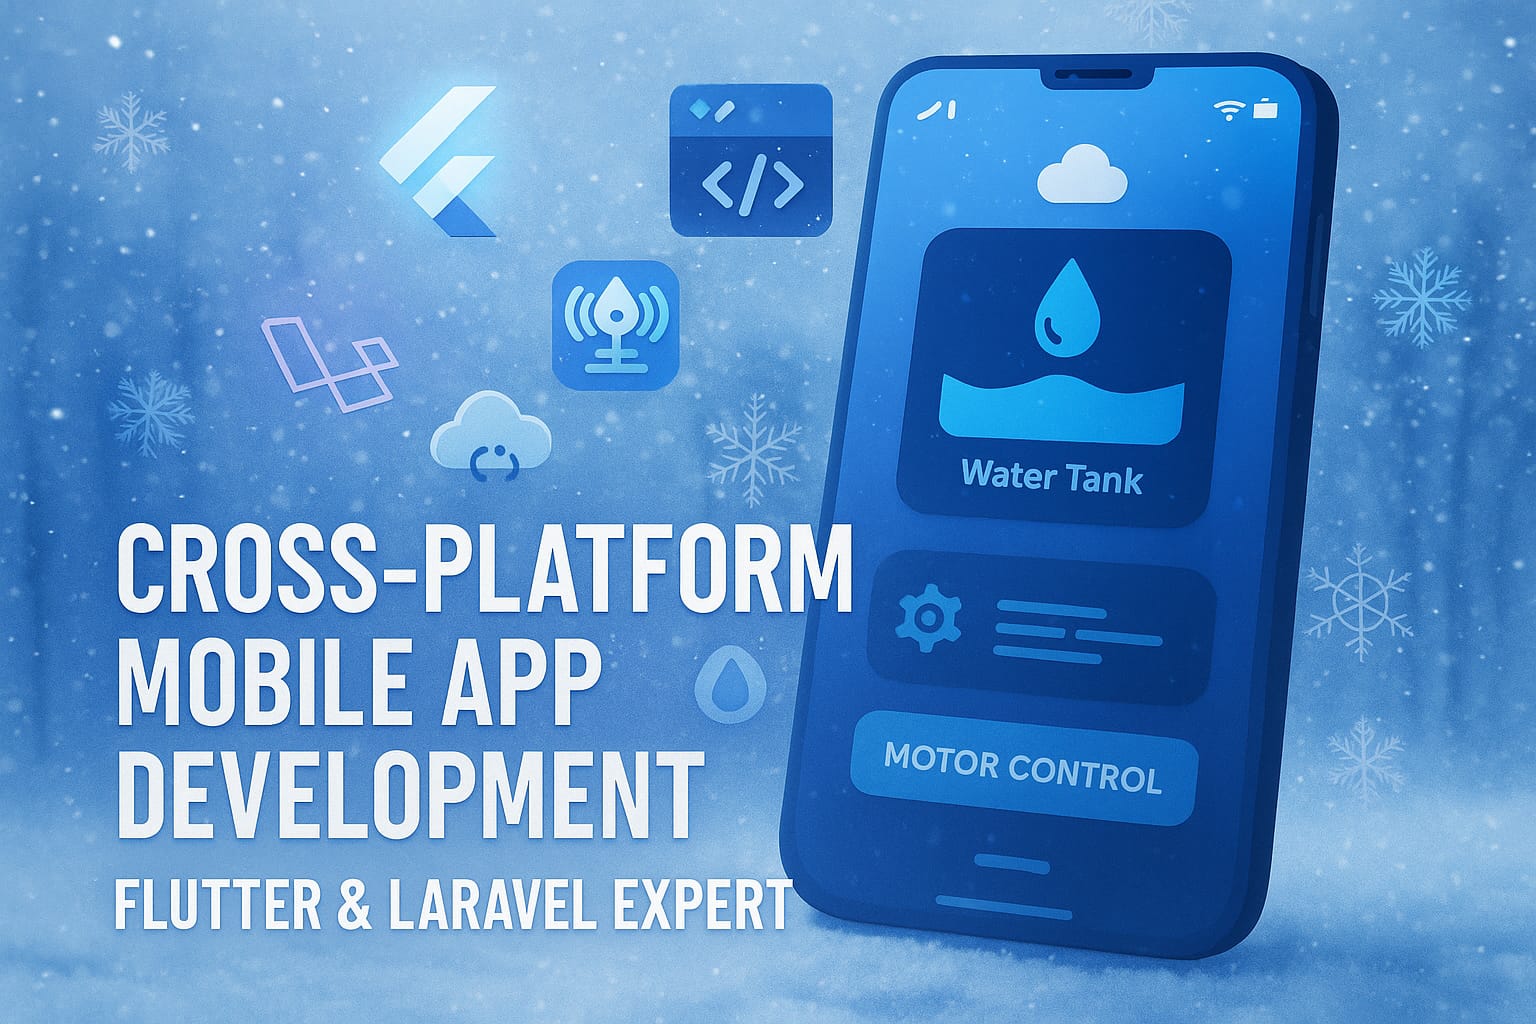 CROSS-PLATFORM
MOBILE APP
DEVELOPMENT
FLUTTER & LARAVEL EXPERT
</>
Water Tank
MOTOR CONTROL